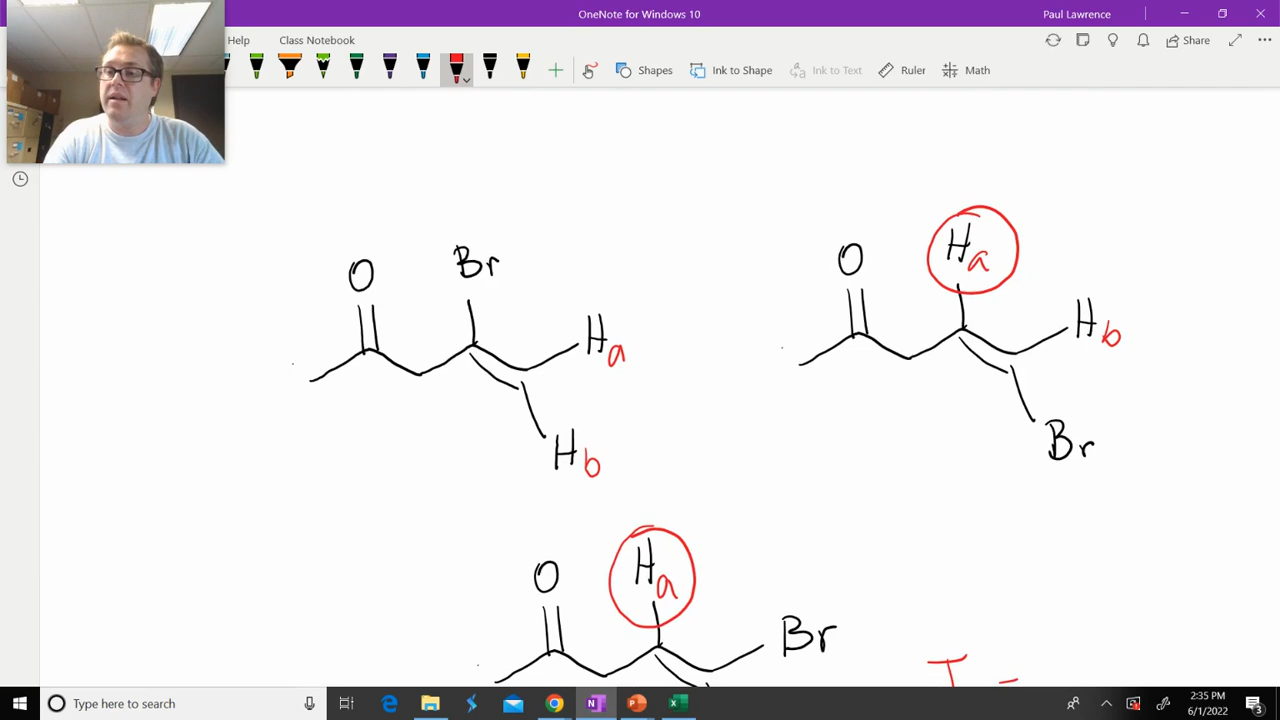 OneNote for Windows 10
Paul Lawrence
Help
Class Notebook
Share
Shapes
Ink to Shape
Ink to Text
Ruler
Math
O
Br
Ha
Hb
O
Ha
Hb
Br
O
Ha
Br
Type here to search
2:35 PM
6/1/2022
3